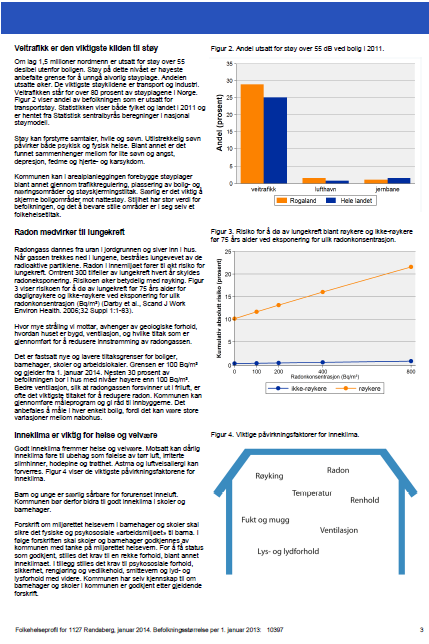 Veitrafikk er den viktigste kilden til støy
Om lag 1,5 millioner nordmenn er utsatt for støy over 55
desibel utenfor boligen. Støy på dette nivået er høyeste
anbefalte grense for å unngå alvorlig støyplage. Andelen
utsatte øker. De viktigste støykildene er transport og industri.
Veitrafikken står for over 80 prosent av støyplagene i Norge.
Figur 2 viser andelen av befolkningen som er utsatt for
transportstøy. Statistikken viser både fylket og landet i 2011 og
er hentet fra Statistisk sentralbyrås beregninger i nasjonal
støymodell.
Støy kan forstyrre samtaler, hvile og søvn. Utilstrekkelig søvn
påvirker både psykisk og fysisk helse. Blant annet er det
funnet sammenhenger mellom for lite søvn og angst,
depresjon, fedme og hjerte- og karsykdom.
Kommunen kan i arealplanleggingen forebygge støyplager
blant annet gjennom trafikkregulering, plassering av bolig- og
næringsområder og støyskjermingstiltak. Særlig er det viktig å
skjerme boligområder mot nattestøy. Stillhet har stor verdi for
befolkningen, og det å bevare stille områder er i seg selv et
folkehelsetiltak.
Radon medvirker til lungekreft
Radongass dannes fra uran i jordgrunnen og siver inn i hus.
Når gassen trekkes ned i lungene, bestråles lungevevet av de
radioaktive partiklene. Radon i innemiljøet fører til økt risiko for
lungekreft. Omtrent 300 tilfeller av lungekreft hvert år skyldes
radoneksponering. Risikoen øker betydelig med røyking. Figur
3 viser risikoen for å dø av lungekreft før 75 års alder for
dagligrøykere og ikke-røykere ved eksponering for ulik
radonkonsentrasjon (Bq/m³) (Darby et al., Scand J Work
Environ Health. 2006;32 Suppl 1:1-83).
Hvor mye stråling vi mottar, avhenger av geologiske forhold,
hvordan huset er bygd, ventilasjon, og hvilke tiltak som er
gjennomført for å redusere innstrømming av radongassen.
Det er fastsatt nye og lavere tiltaksgrenser for boliger,
barnehager, skoler og arbeidslokaler. Grensen er 100 Bq/m³
og gjelder fra 1. januar 2014. Nesten 30 prosent av
befolkningen bor i hus med nivåer høyere enn 100 Bq/m³.
Bedre ventilasjon, slik at radongassen forsvinner ut i friluft, er
ofte det viktigste tiltaket for å redusere radon. Kommunen kan
gjennomføre måleprogram og gi råd til innbyggerne. Det
anbefales å måle i hver enkelt bolig, fordi det kan være store
variasjoner mellom nabohus.
Inneklima er viktig for helse og velvære
Godt inneklima fremmer helse og velvære. Motsatt kan dårlig
inneklima føre til ubehag som følelse av tørr luft, irriterte
slimhinner, hodepine og trøtthet. Astma og luftveisallergi kan
forverres. Figur 4 viser de viktigste påvirkningsfaktorene for
inneklima.
Barn og unge er særlig sårbare for forurenset inneluft.
Kommunen bør derfor bidra til godt inneklima i skoler og
barnehager.
Forskrift om miljørettet helsevern i barnehager og skoler skal
sikre det fysiske og psykososiale «arbeidsmiljøet» til barna. I
følge forskriften skal skoler og barnehager godkjennes av
kommunen med tanke på miljørettet helsevern. For å få status
som godkjent, stilles det krav til en rekke forhold, blant annet
inneklimaet. I tillegg stilles det krav til psykososiale forhold,
sikkerhet, rengjøring og vedlikehold, smittevern og lyd- og
lysforhold med videre. Kommunen har selv kjennskap til om
barnehager og skoler i kommunen er godkjent etter gjeldende
forskrift.
Figur 2. Andel utsatt for støy over 55 dB ved bolig i 2011.
Andel (prosent)
35
30
25
20
15
10
5
0
veitrafikk lufthavn jernbane
Rogaland Hele landet
Figur 3. Risiko for å dø av lungekreft blant røykere og ikke-røykere
før 75 års alder ved eksponering for ulik radonkonsentrasjon.
Kumulativ absolutt risiko (prosent)
25
20
15
10
5
0
100 200 400 800
Radonkonsentrasjon (Bq/m³)
ikke-røykere røykere
Figur 4. Viktige påvirkningsfaktorer for inneklima.
Radon
Røyking
Temperatur
Renhold
Fukt og mugg
Ventilasjon
Lys- og lydforhold
Folkehelseprofil for 1127 Randaberg, januar 2014. Befolkningsstørrelse per 1. januar 2013: 10397 3